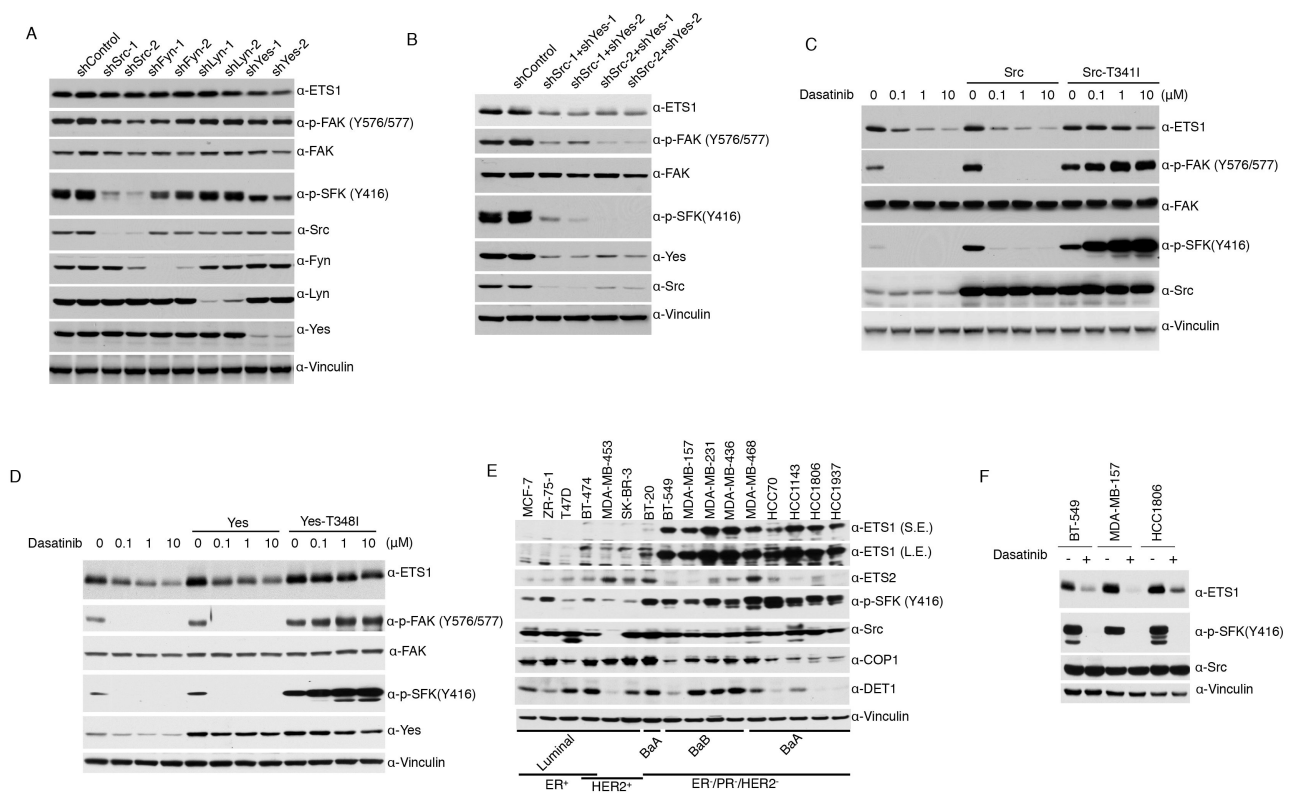 A
shControl
shSrc-1
shSrc-2
shFyn-1
shFyn-2
shLyn-1
shLyn-2
shYes-1
shYes-2
α-ETS1
α-p-FAK (Y576/577)
α-FAK
α-p-SFK (Y416)
α-Src
α-Fyn
α-Lyn
α-Yes
α-Vinculin
B
shControl
shSrc-1+shYes-1
shSrc-1+shYes-2
shSrc-2+shYes-1
shSrc-2+shYes-2
α-ETS1
α-p-FAK (Y576/577)
α-FAK
α-p-SFK(Y416)
α-Yes
α-Src
α-Vinculin
C
Src Src-T341I
Dasatinib 0 0.1 1 10 0 0.1 1 10 0 0.1 1 10 (μM)
α-ETS1
α-p-FAK (Y576/577)
α-FAK
α-p-SFK(Y416)
α-Src
α-Vinculin
D
Yes Yes-T348I
Dasatinib 0 0.1 1 10 0 0.1 1 10 0 0.1 1 10 (μM)
α-ETS1
α-p-FAK (Y576/577)
α-FAK
α-p-SFK(Y416)
α-Yes
α-Vinculin
E
MCF-7
ZR-75-1
T47D
BT-474
MDA-MB-453
SK-BR-3
BT-20
BT-549
MDA-MB-157
MDA-MB-231
MDA-MB-436
MDA-MB-468
HCC70
HCC1143
HCC1806
HCC1937
α-ETS1 (S.E.)
α-ETS1 (L.E.)
α-ETS2
α-p-SFK (Y416)
α-Src
α-COP1
α-DET1
α-Vinculin
Luminal BaA BaB BaA
ER+ HER2+ ER-/PR-/HER2-
F
BT-549
MDA-MB-157
HCC1806
Dasatinib - + - + - +
α-ETS1
α-p-SFK(Y416)
α-Src
α-Vinculin